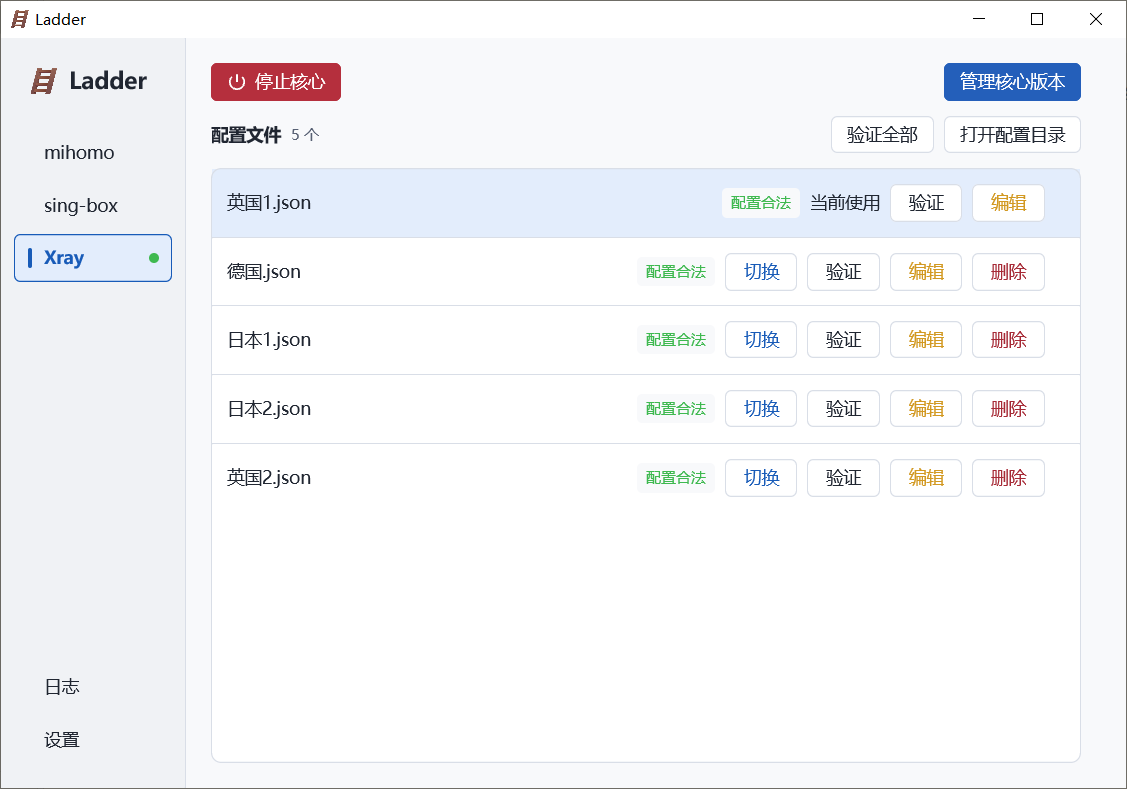 Ladder
Ladder
mihomo
sing-box
Xray
日志
设置
停止核心
管理核心版本
配置文件 5 个
验证全部
打开配置目录
英国1.json 配置合法 当前使用 验证 编辑
德国.json 配置合法 切换 验证 编辑 删除
日本1.json 配置合法 切换 验证 编辑 删除
日本2.json 配置合法 切换 验证 编辑 删除
英国2.json 配置合法 切换 验证 编辑 删除